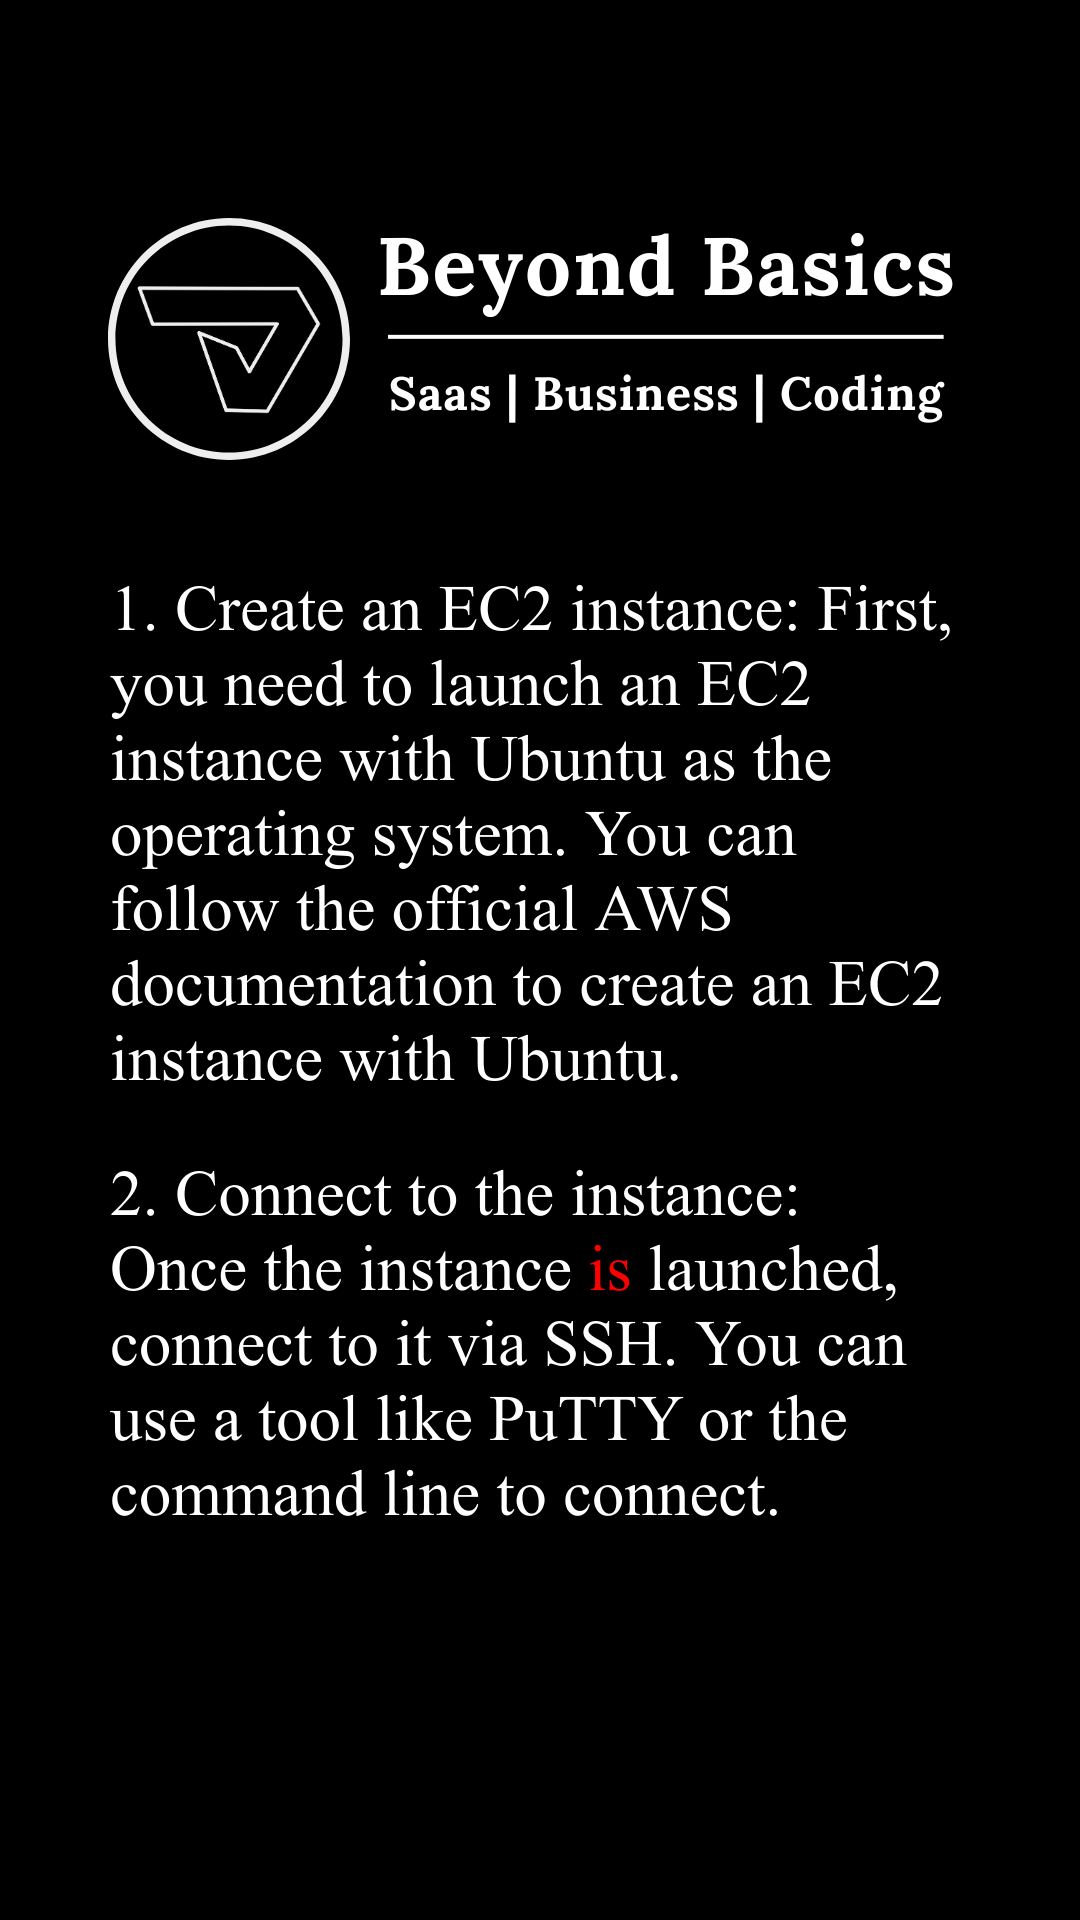 Beyond Basics
Saas | Business | Coding
1. Create an EC2 instance: First,
you need to launch an EC2
instance with Ubuntu as the
operating system. You can
follow the official AWS
documentation to create an EC2
instance with Ubuntu.
2. Connect to the instance:
Once the instance is launched,
connect to it via SSH. You can
use a tool like PuTTY or the
command line to connect.